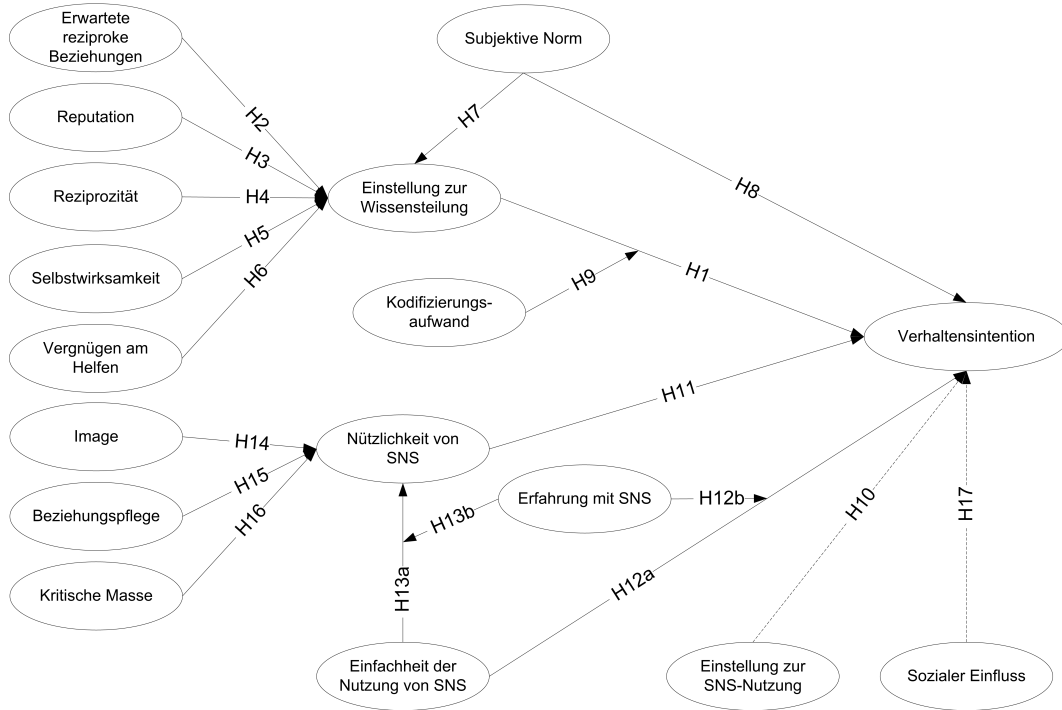 Erwartete
reziproke
Beziehungen
Subjektive Norm
H2
H7
Reputation
H3
H8
Reziprozität
H4
Einstellung zur
Wissensteilung
H5
Selbstwirksamkeit
H6
H9
H1
Kodifizierungs-
aufwand
Verhaltensintention
Vergnügen am
Helfen
H11
Image
H14
Nützlichkeit von
SNS
H15
Beziehungspflege
H16
H13b
Erfahrung mit SNS
H12b
H10
H17
H13a
H12a
Kritische Masse
Einfachheit der
Nutzung von SNS
Einstellung zur
SNS-Nutzung
Sozialer Einfluss